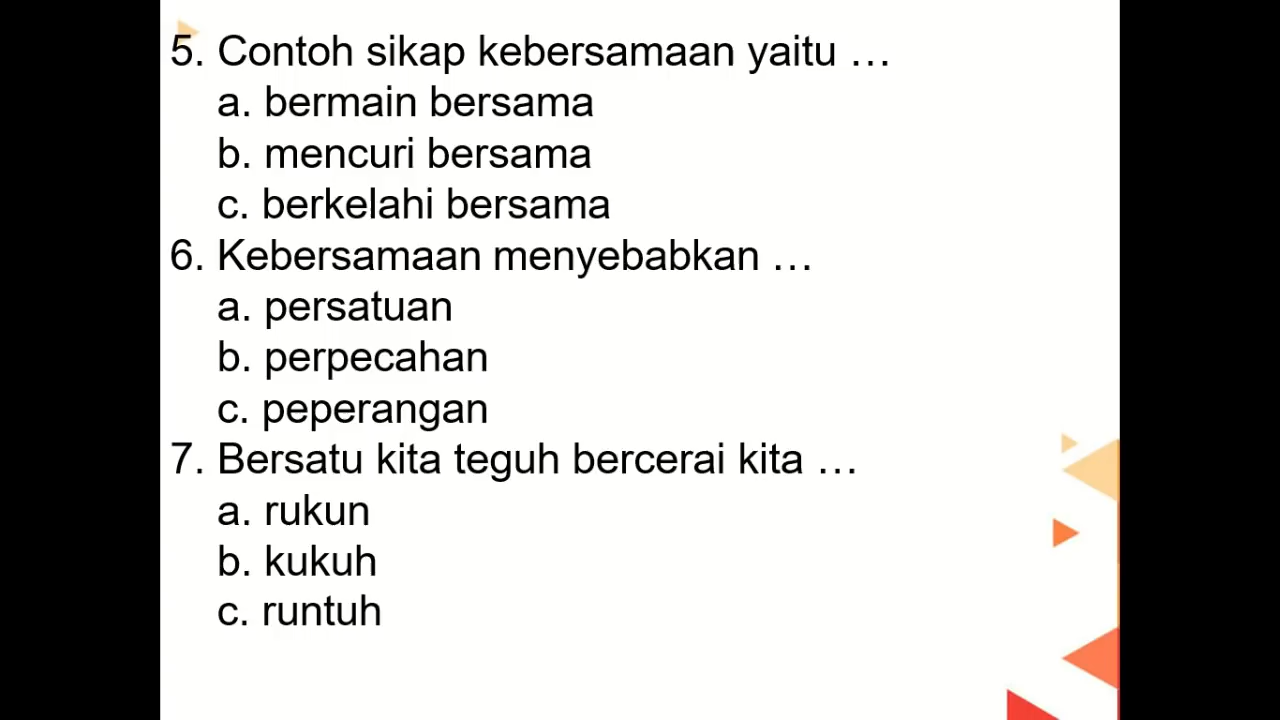 5. Contoh sikap kebersamaan yaitu …
a. bermain bersama
b. mencuri bersama
c. berkelahi bersama
6. Kebersamaan menyebabkan …
a. persatuan
b. perpecahan
c. peperangan
7. Bersatu kita teguh bercerai kita …
a. rukun
b. kukuh
c. runtuh